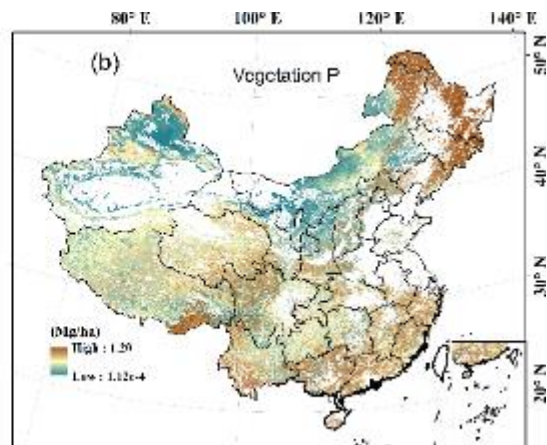 80° E 100° E 120° E 140° E
(b)
Vegetation P
50° N
40° N
30° N
20° N
(Mg/ha)
High : 1.20
Low : 1.12e-4